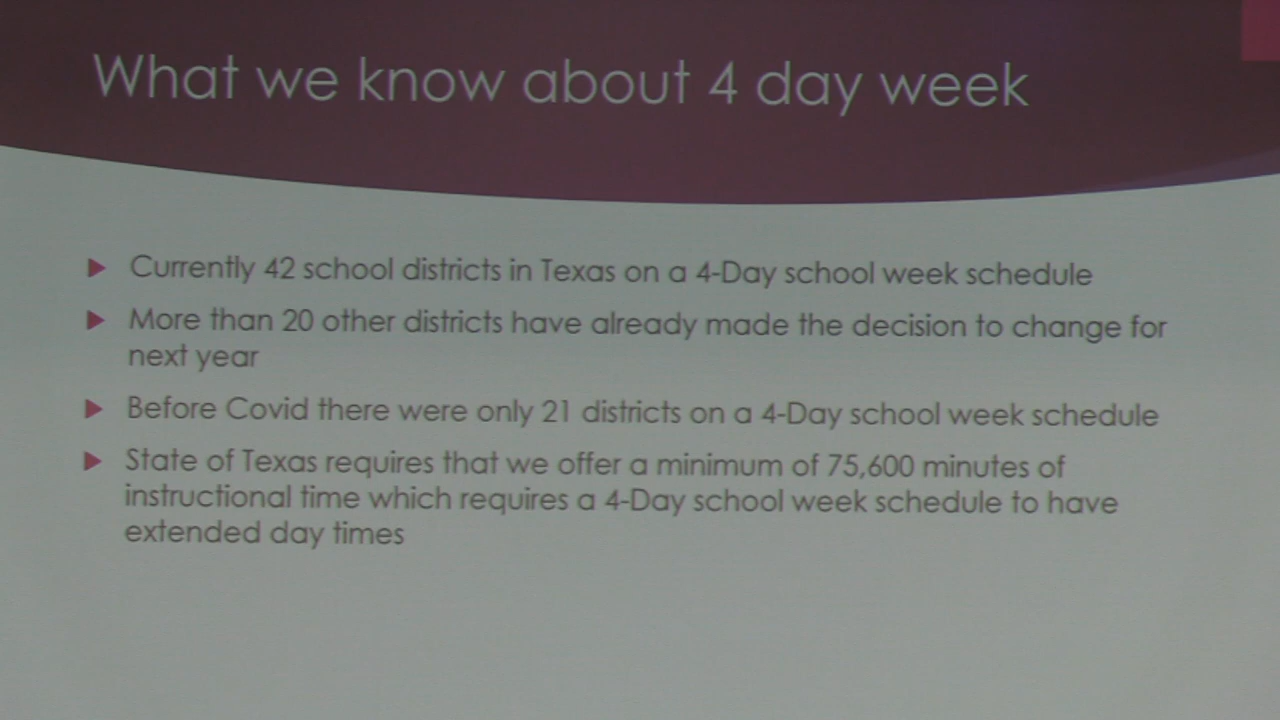 What we know about 4 day week
Currently 42 school districts in Texas on a 4-Day school week schedule
More than 20 other districts have already made the decision to change for
next year
Before Covid there were only 21 districts on a 4-Day school week schedule
State of Texas requires that we offer a minimum of 75,600 minutes of
instructional time which requires a 4-Day school week schedule to have
extended day times